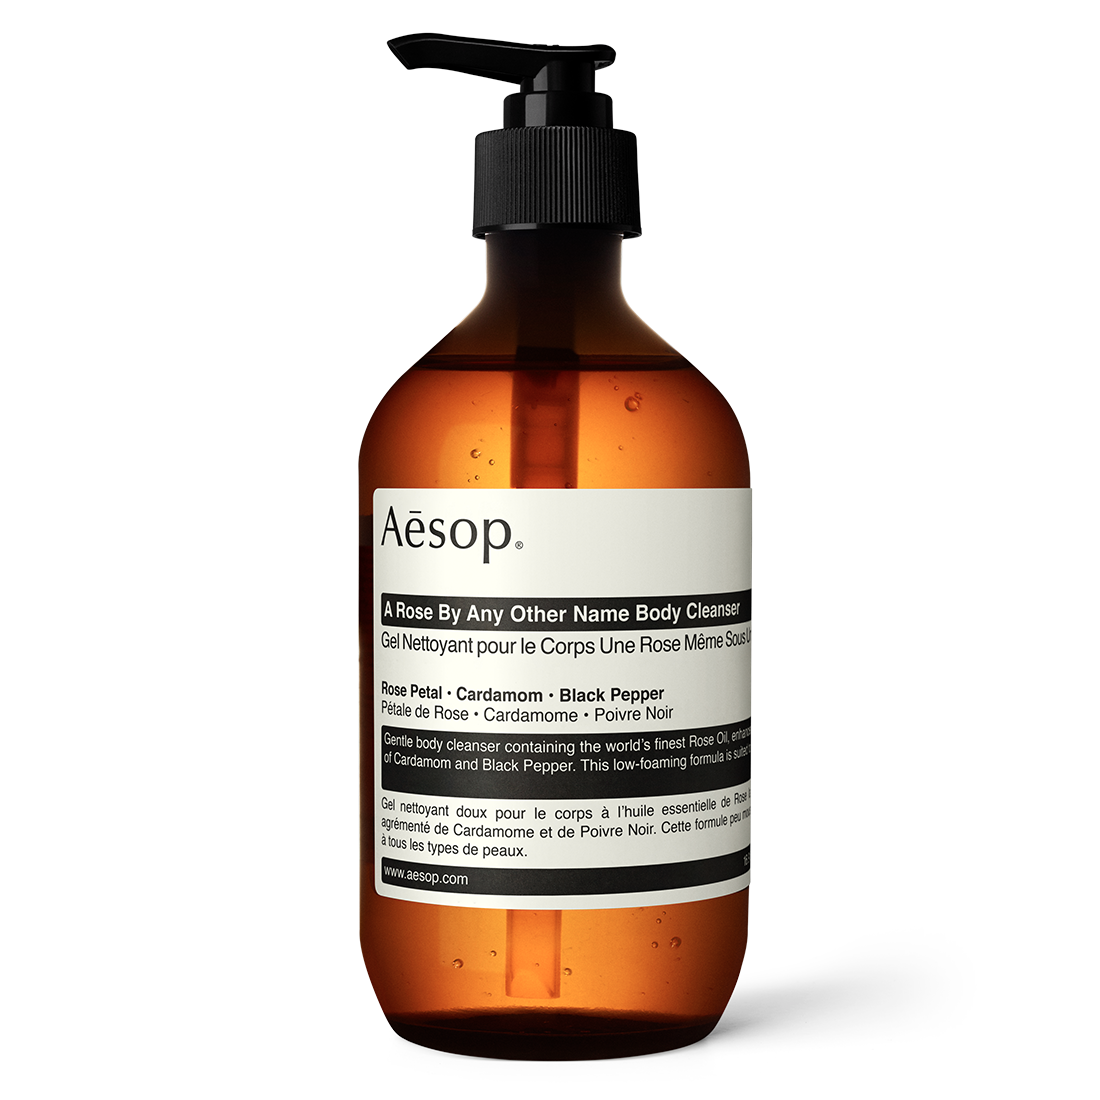 Aēsop.®
A Rose By Any Other Name Body Cleanser
Gel Nettoyant pour le Corps Une Rose Même Sous
Rose Petal • Cardamom • Black Pepper
Pétale de Rose • Cardamome • Poivre Noir
Gentle body cleanser containing the world's finest Rose Oil,
of Cardamom and Black Pepper. This low-foaming formula is suited
Gel nettoyant doux pour le corps à l'huile essentielle de Rose
agrémenté de Cardamome et de Poivre Noir. Cette formule peu
à tous les types de peaux.
www.aesop.com